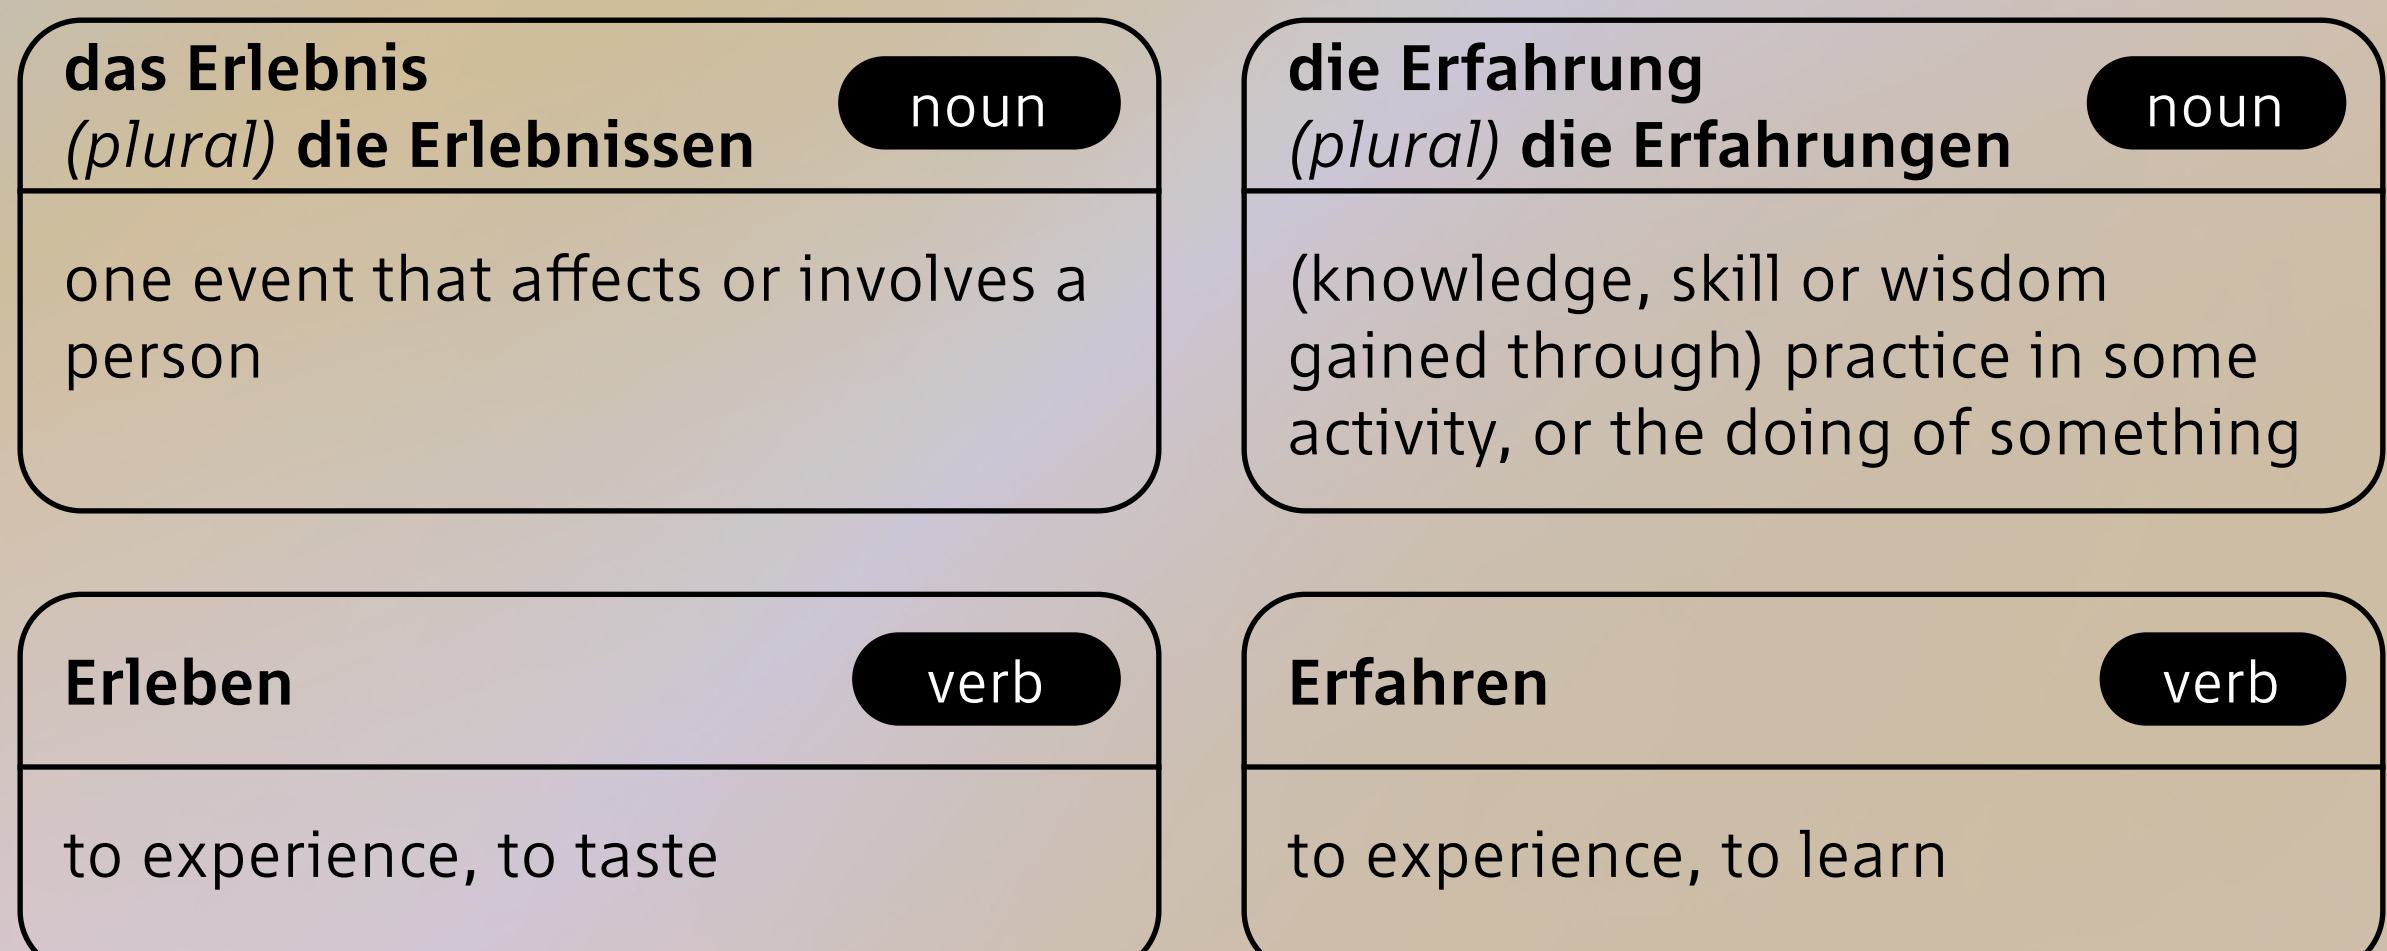 das Erlebnis
(plural) die Erlebnissen
noun
one event that affects or involves a
person
die Erfahrung
(plural) die Erfahrungen
noun
(knowledge, skill or wisdom
gained through) practice in some
activity, or the doing of something
Erleben
verb
to experience, to taste
Erfahren
verb
to experience, to learn